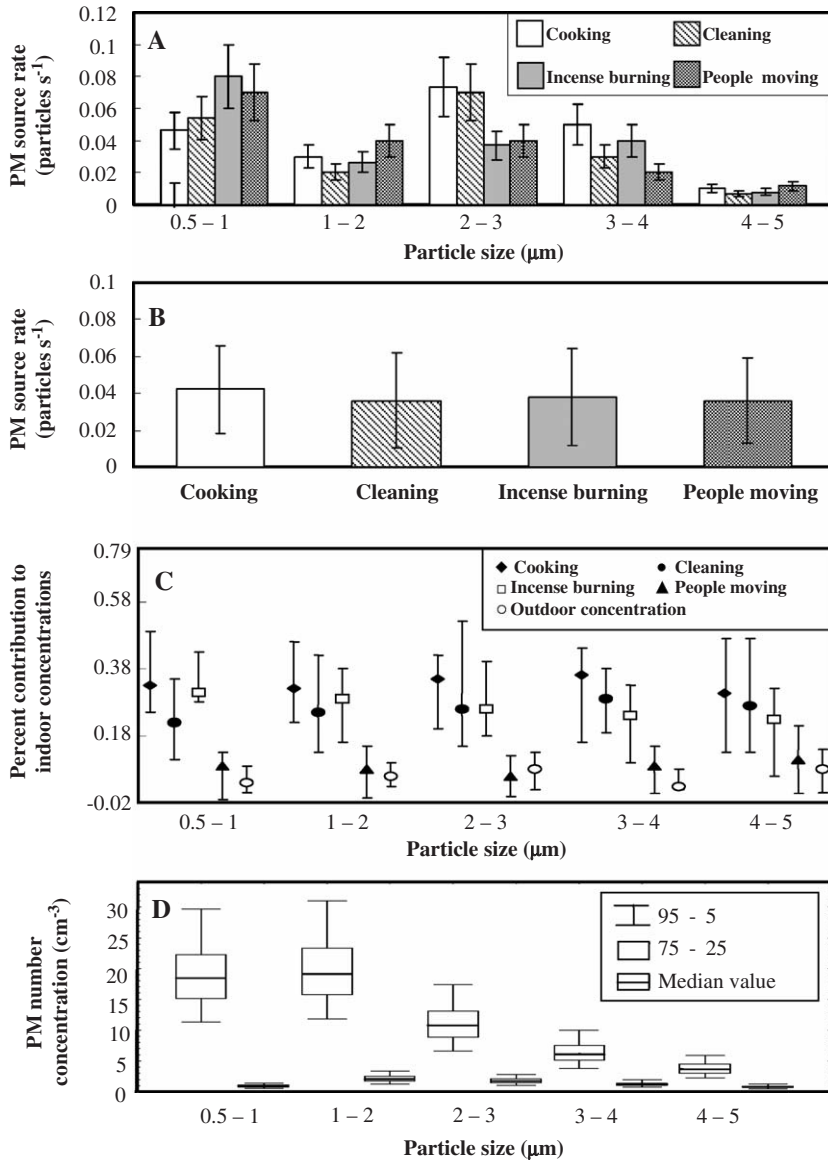 A
PM source rate
(particles s-1)
0.12
0.1
0.08
0.06
0.04
0.02
0
Cooking
Cleaning
Incense burning
People moving
0.5 – 1
1 – 2
2 – 3
3 – 4
4 – 5
Particle size (μm)
B
PM source rate
(particles s-1)
0.1
0.08
0.06
0.04
0.02
0
Cooking
Cleaning
Incense burning
People moving
C
Percent contribution to
indoor concentrations
0.79
0.58
0.38
0.18
-0.02
Cooking
Cleaning
Incense burning
People moving
Outdoor concentration
0.5 – 1
1 – 2
2 – 3
3 – 4
4 – 5
Particle size (μm)
D
PM number
concentration (cm-3)
30
20
20
10
5
0
95 - 5
75 - 25
Median value
0.5 – 1
1 – 2
2 – 3
3 – 4
4 – 5
Particle size (μm)